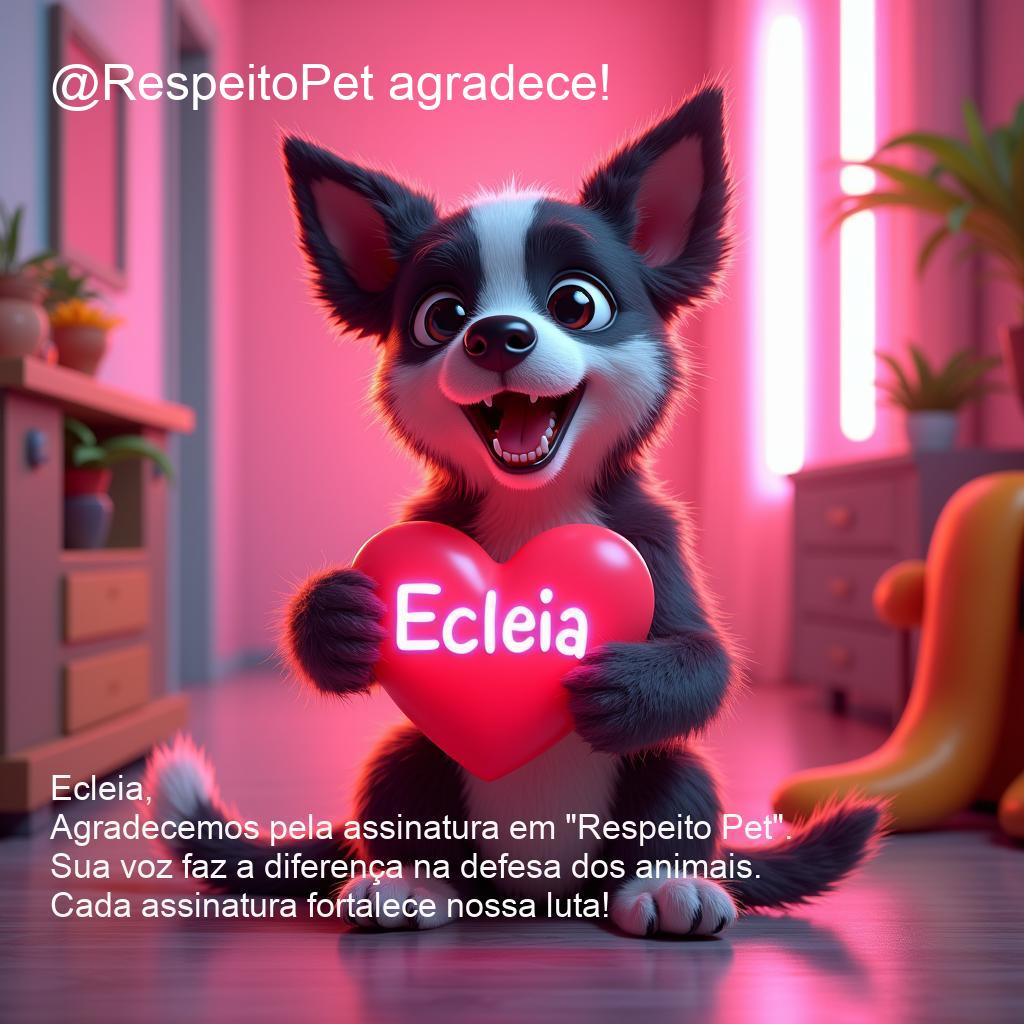 @RespeitoPet agradece!
Ecleia
Ecleia,
Agradecemos pela assinatura em "Respeito Pet".
Sua voz faz a diferença na defesa dos animais.
Cada assinatura fortalece nossa luta!